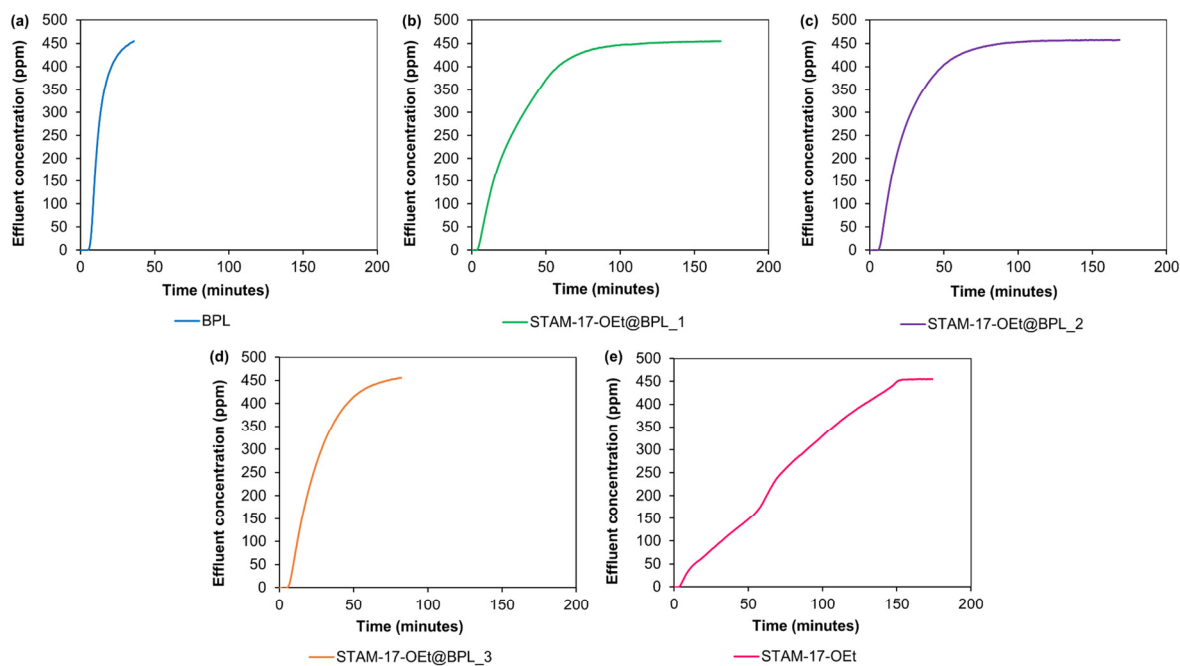 (a)
Effluent concentration (ppm)
500
450
400
350
300
250
200
150
100
50
0
0 50 100 150 200
Time (minutes)
BPL
(b)
Effluent concentration (ppm)
500
450
400
350
300
250
200
150
100
50
0
0 50 100 150 200
Time (minutes)
STAM-17-OEt@BPL_1
(c)
Effluent concentration (ppm)
500
450
400
350
300
250
200
150
100
50
0
0 50 100 150 200
Time (minutes)
STAM-17-OEt@BPL_2
(d)
Effluent concentration (ppm)
500
450
400
350
300
250
200
150
100
50
0
0 50 100 150 200
Time (minutes)
STAM-17-OEt@BPL_3
(e)
Effluent concentration (ppm)
500
450
400
350
300
250
200
150
100
50
0
0 50 100 150 200
Time (minutes)
STAM-17-OEt